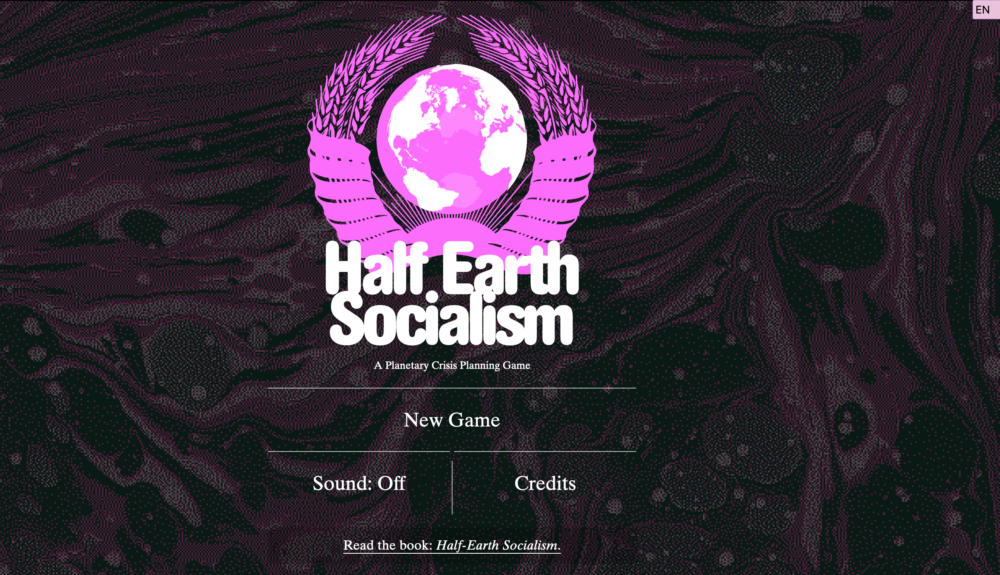 EN
Half Earth
Socialism
A Planetary Crisis Planning Game
New Game
Sound: Off
Credits
Read the book: Half-Earth Socialism.